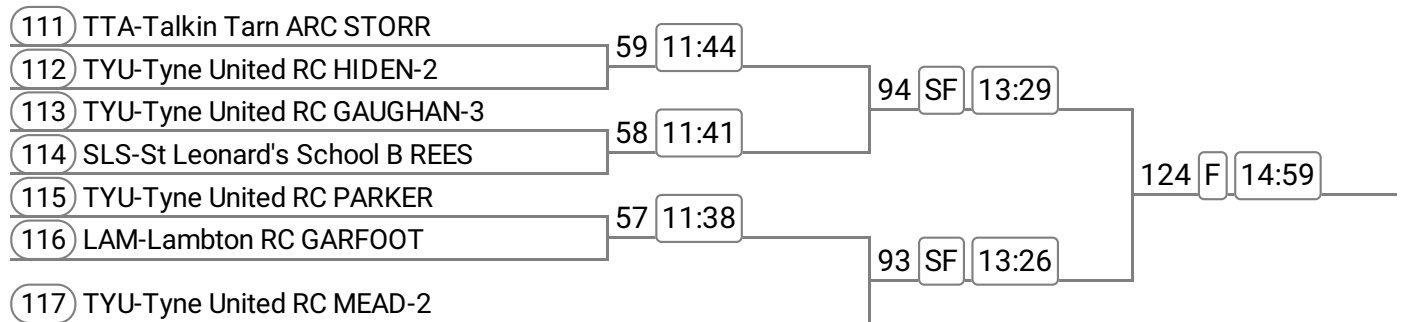 111 TTA-Talkin Tarn ARC STORR
59 11:44
112 TYU-Tyne United RC HIDEN-2
94 SF 13:29
113 TYU-Tyne United RC GAUGHAN-3
58 11:41
114 SLS-St Leonard's School B REES
124 F 14:59
115 TYU-Tyne United RC PARKER
57 11:38
116 LAM-Lambton RC GARFOOT
93 SF 13:26
117 TYU-Tyne United RC MEAD-2